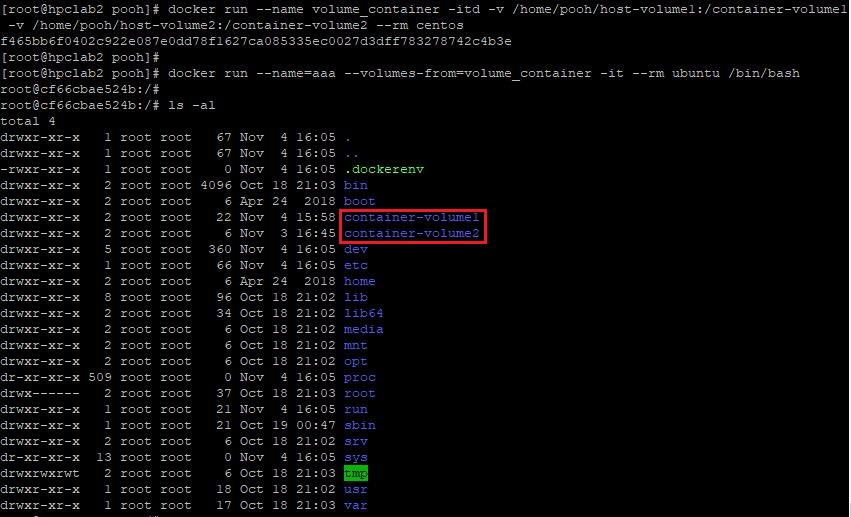 [root@hpclab2 pooh]# docker run --name volume_container -itd -v /home/pooh/host-volume1:/container-volume1
 -v /home/pooh/host-volume2:/container-volume2 --rm centos
f465bb6f0402c922e087e0dd78f1627ca085335ec0027d3dff783278742c4b3e
[root@hpclab2 pooh]#
[root@hpclab2 pooh]# docker run --name=aaa --volumes-from=volume_container -it --rm ubuntu /bin/bash
root@cf66cbae524b:/#
root@cf66cbae524b:/# ls -al
total 4
drwxr-xr-x   1 root root   67 Nov  4 16:05 .
drwxr-xr-x   1 root root   67 Nov  4 16:05 ..
-rwxr-xr-x   1 root root    0 Nov  4 16:05 .dockerenv
drwxr-xr-x   2 root root 4096 Oct 18 21:03 bin
drwxr-xr-x   2 root root    6 Apr 24  2018 boot
drwxr-xr-x   2 root root   22 Nov  4 15:58 container-volume1
drwxr-xr-x   2 root root    6 Nov  3 16:45 container-volume2
drwxr-xr-x   5 root root  360 Nov  4 16:05 dev
drwxr-xr-x   1 root root   66 Nov  4 16:05 etc
drwxr-xr-x   2 root root    6 Apr 24  2018 home
drwxr-xr-x   8 root root   96 Oct 18 21:02 lib
drwxr-xr-x   2 root root   34 Oct 18 21:02 lib64
drwxr-xr-x   2 root root    6 Oct 18 21:02 media
drwxr-xr-x   2 root root    6 Oct 18 21:02 mnt
drwxr-xr-x   2 root root    6 Oct 18 21:02 opt
dr-xr-xr-x 509 root root    0 Nov  4 16:05 proc
drwx------   2 root root   37 Oct 18 21:03 root
drwxr-xr-x   1 root root   21 Nov  4 16:05 run
drwxr-xr-x   1 root root   21 Oct 19 00:47 sbin
drwxr-xr-x   2 root root    6 Oct 18 21:02 srv
dr-xr-xr-x  13 root root    0 Nov  4 16:05 sys
drwxrwxrwt   2 root root    6 Oct 18 21:03 tmp
drwxr-xr-x   1 root root   18 Oct 18 21:02 usr
drwxr-xr-x   1 root root   17 Oct 18 21:03 var